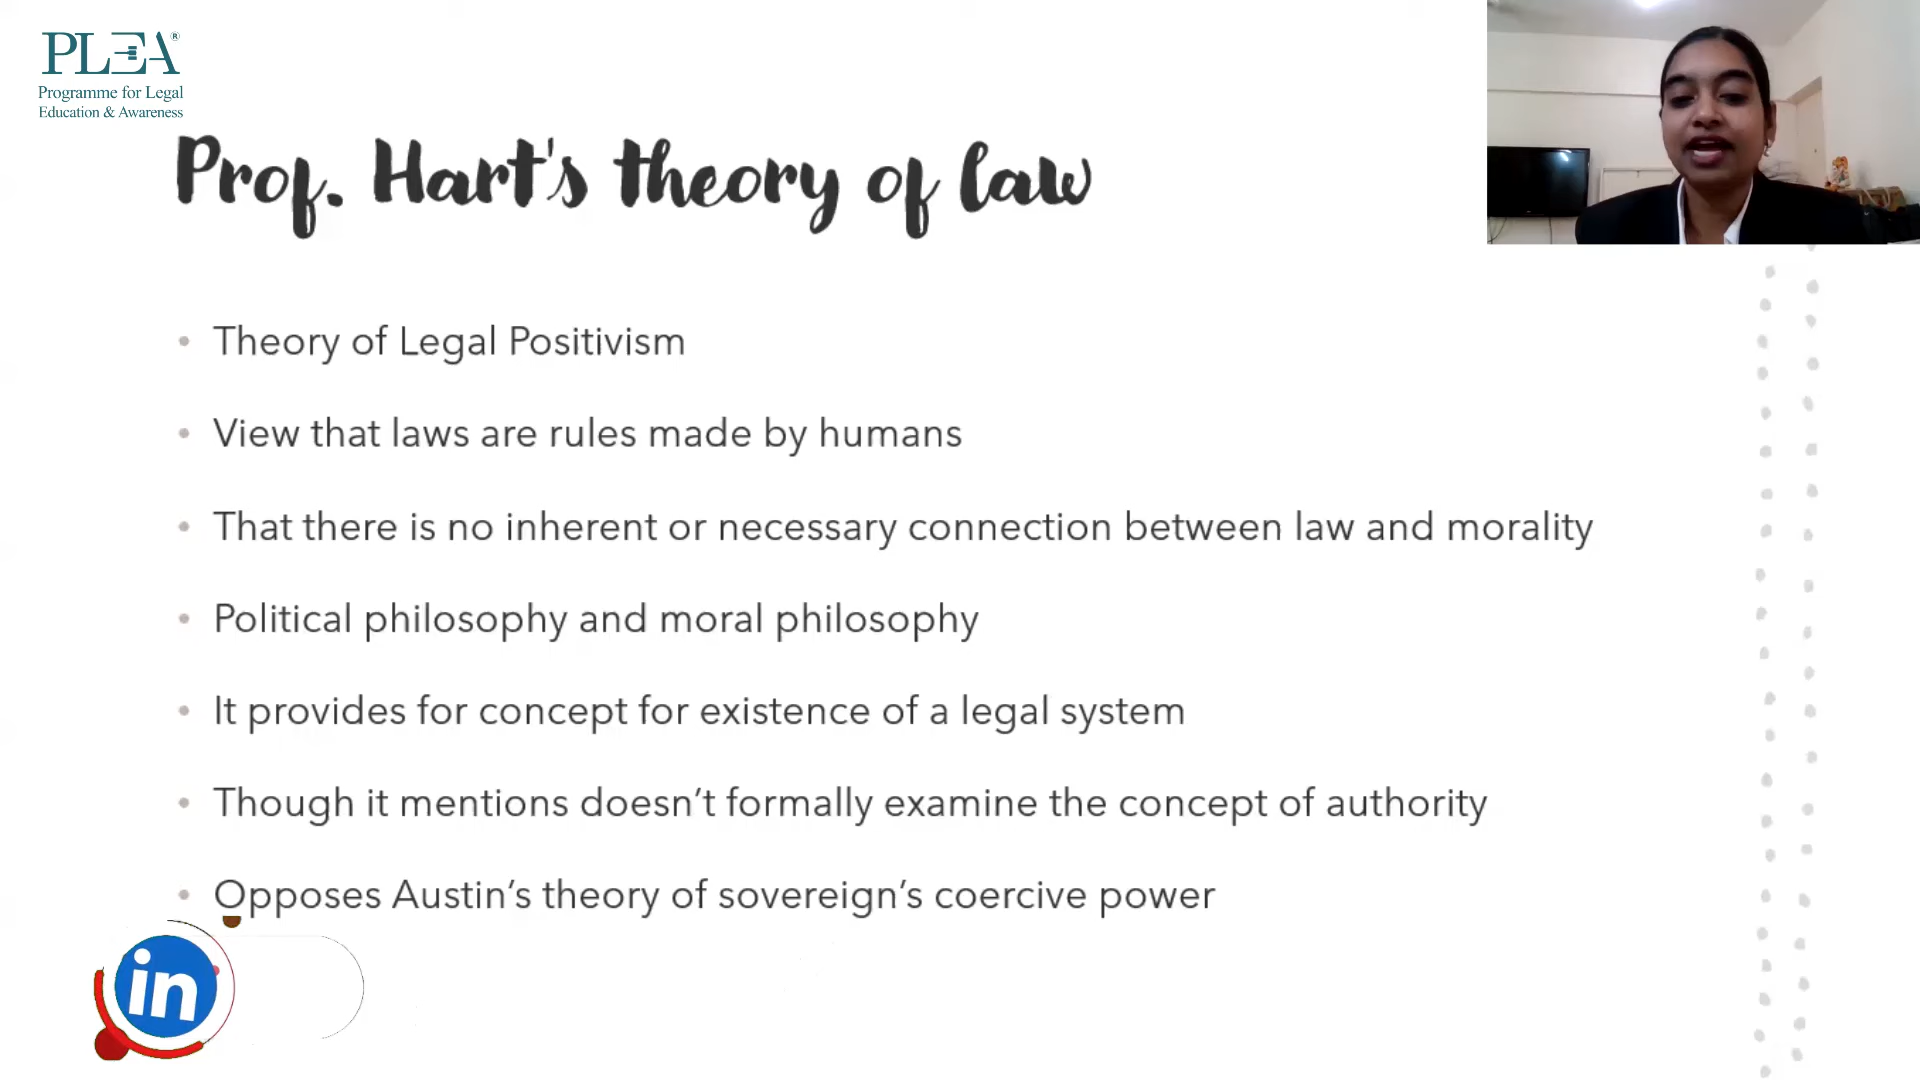 PLEA®
Programme for Legal
Education & Awareness
Prof. Hart's theory of law
• Theory of Legal Positivism
• View that laws are rules made by humans
• That there is no inherent or necessary connection between law and morality
• Political philosophy and moral philosophy
• It provides for concept for existence of a legal system
• Though it mentions doesn’t formally examine the concept of authority
• Opposes Austin’s theory of sovereign’s coercive power
in